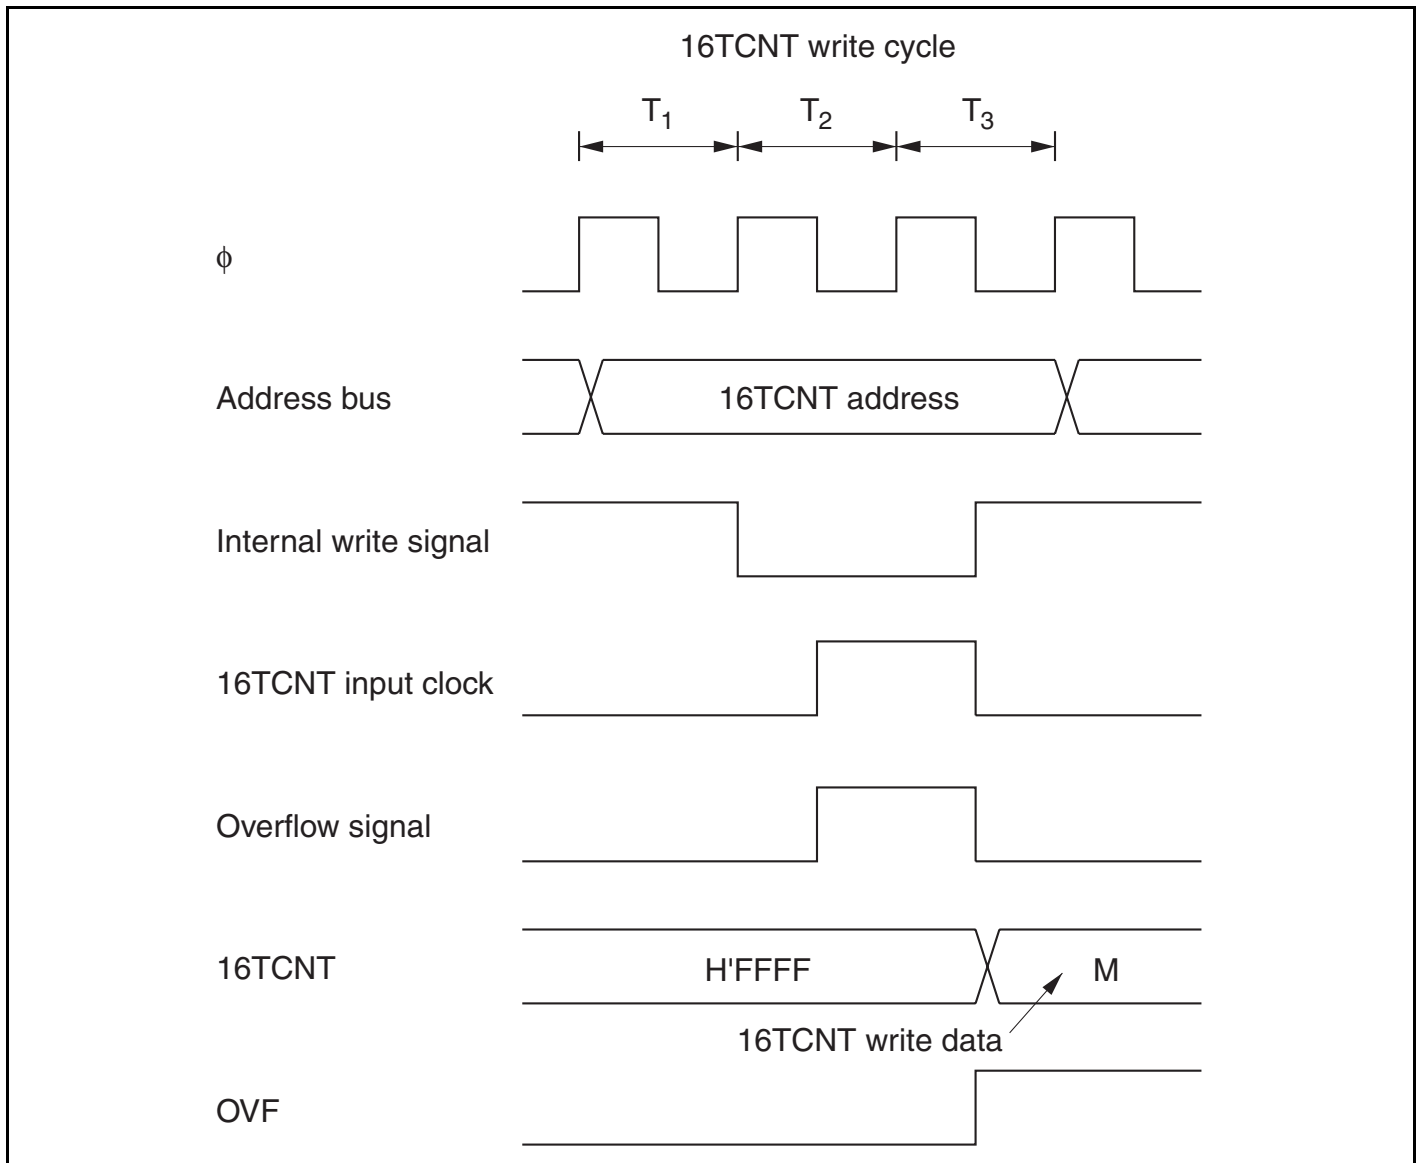 16TCNT write cycle
T1 T2 T3
φ
Address bus 16TCNT address
Internal write signal
16TCNT input clock
Overflow signal
16TCNT H'FFFF M
16TCNT write data
OVF